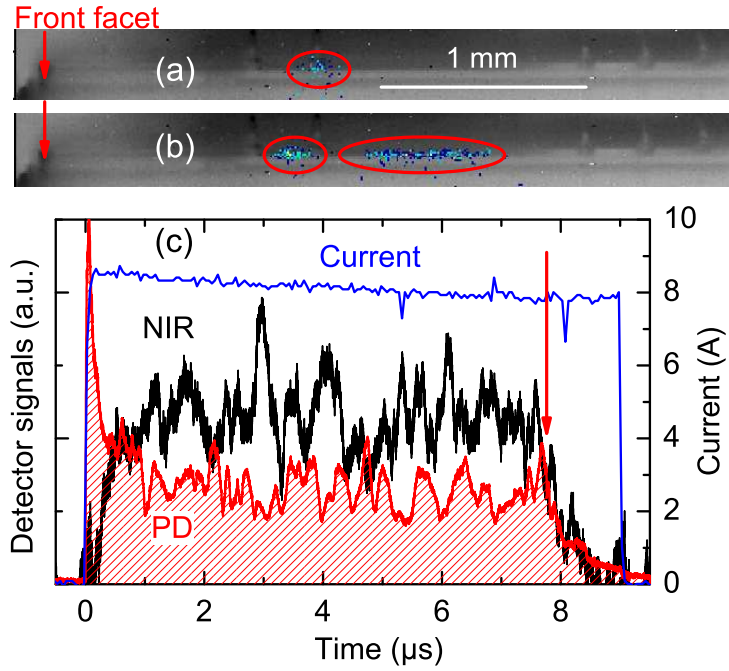 Front facet
(a)
1 mm
(b)
(c)
Current
NIR
PD
Detector signals (a.u.)
10
8
6
4
2
0
Current (A)
0 2 4 6 8
Time (µs)